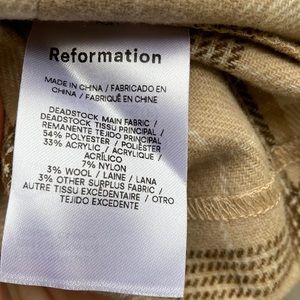 Reformation
MADE IN CHINA / FABRICADO EN
CHINA / FABRIQUÉ EN CHINE
DEADSTOCK MAIN FABRIC /
DEADSTOCK TISSU PRINCIPAL /
REMANENTE TEJIDO PRINCIPAL
54% POLYESTER / POLIÉSTER
33% ACRYLIC / ACRYLIQUE /
ACRÍLICO
7% NYLON
3% WOOL / LAINE / LANA
3% OTHER SURPLUS FABRIC /
AUTRE TISSU EXCÉDENTAIRE / OTRO
TEJIDO EXCEDENTE